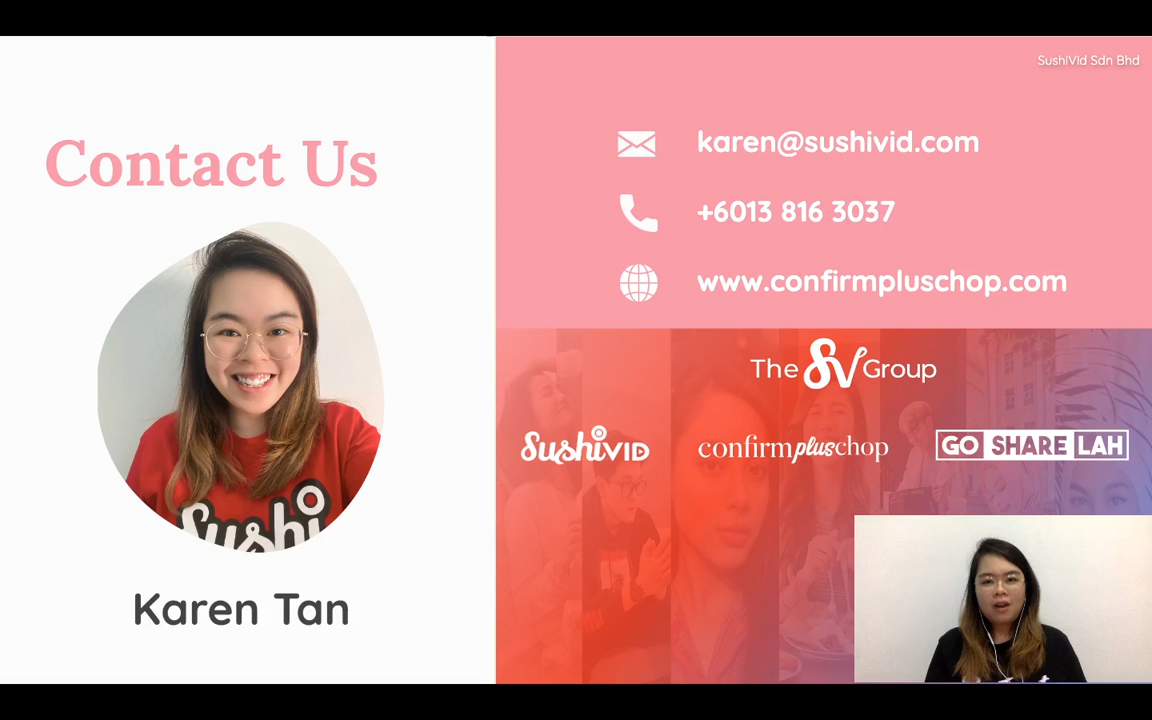 Contact Us
Sushi
Karen Tan
SushiVid Sdn Bhd
karen@sushivid.com
+6013 816 3037
www.confirmpluschop.com
The SV Group
SushiVID
confirmpluschop
GO SHARE LAH